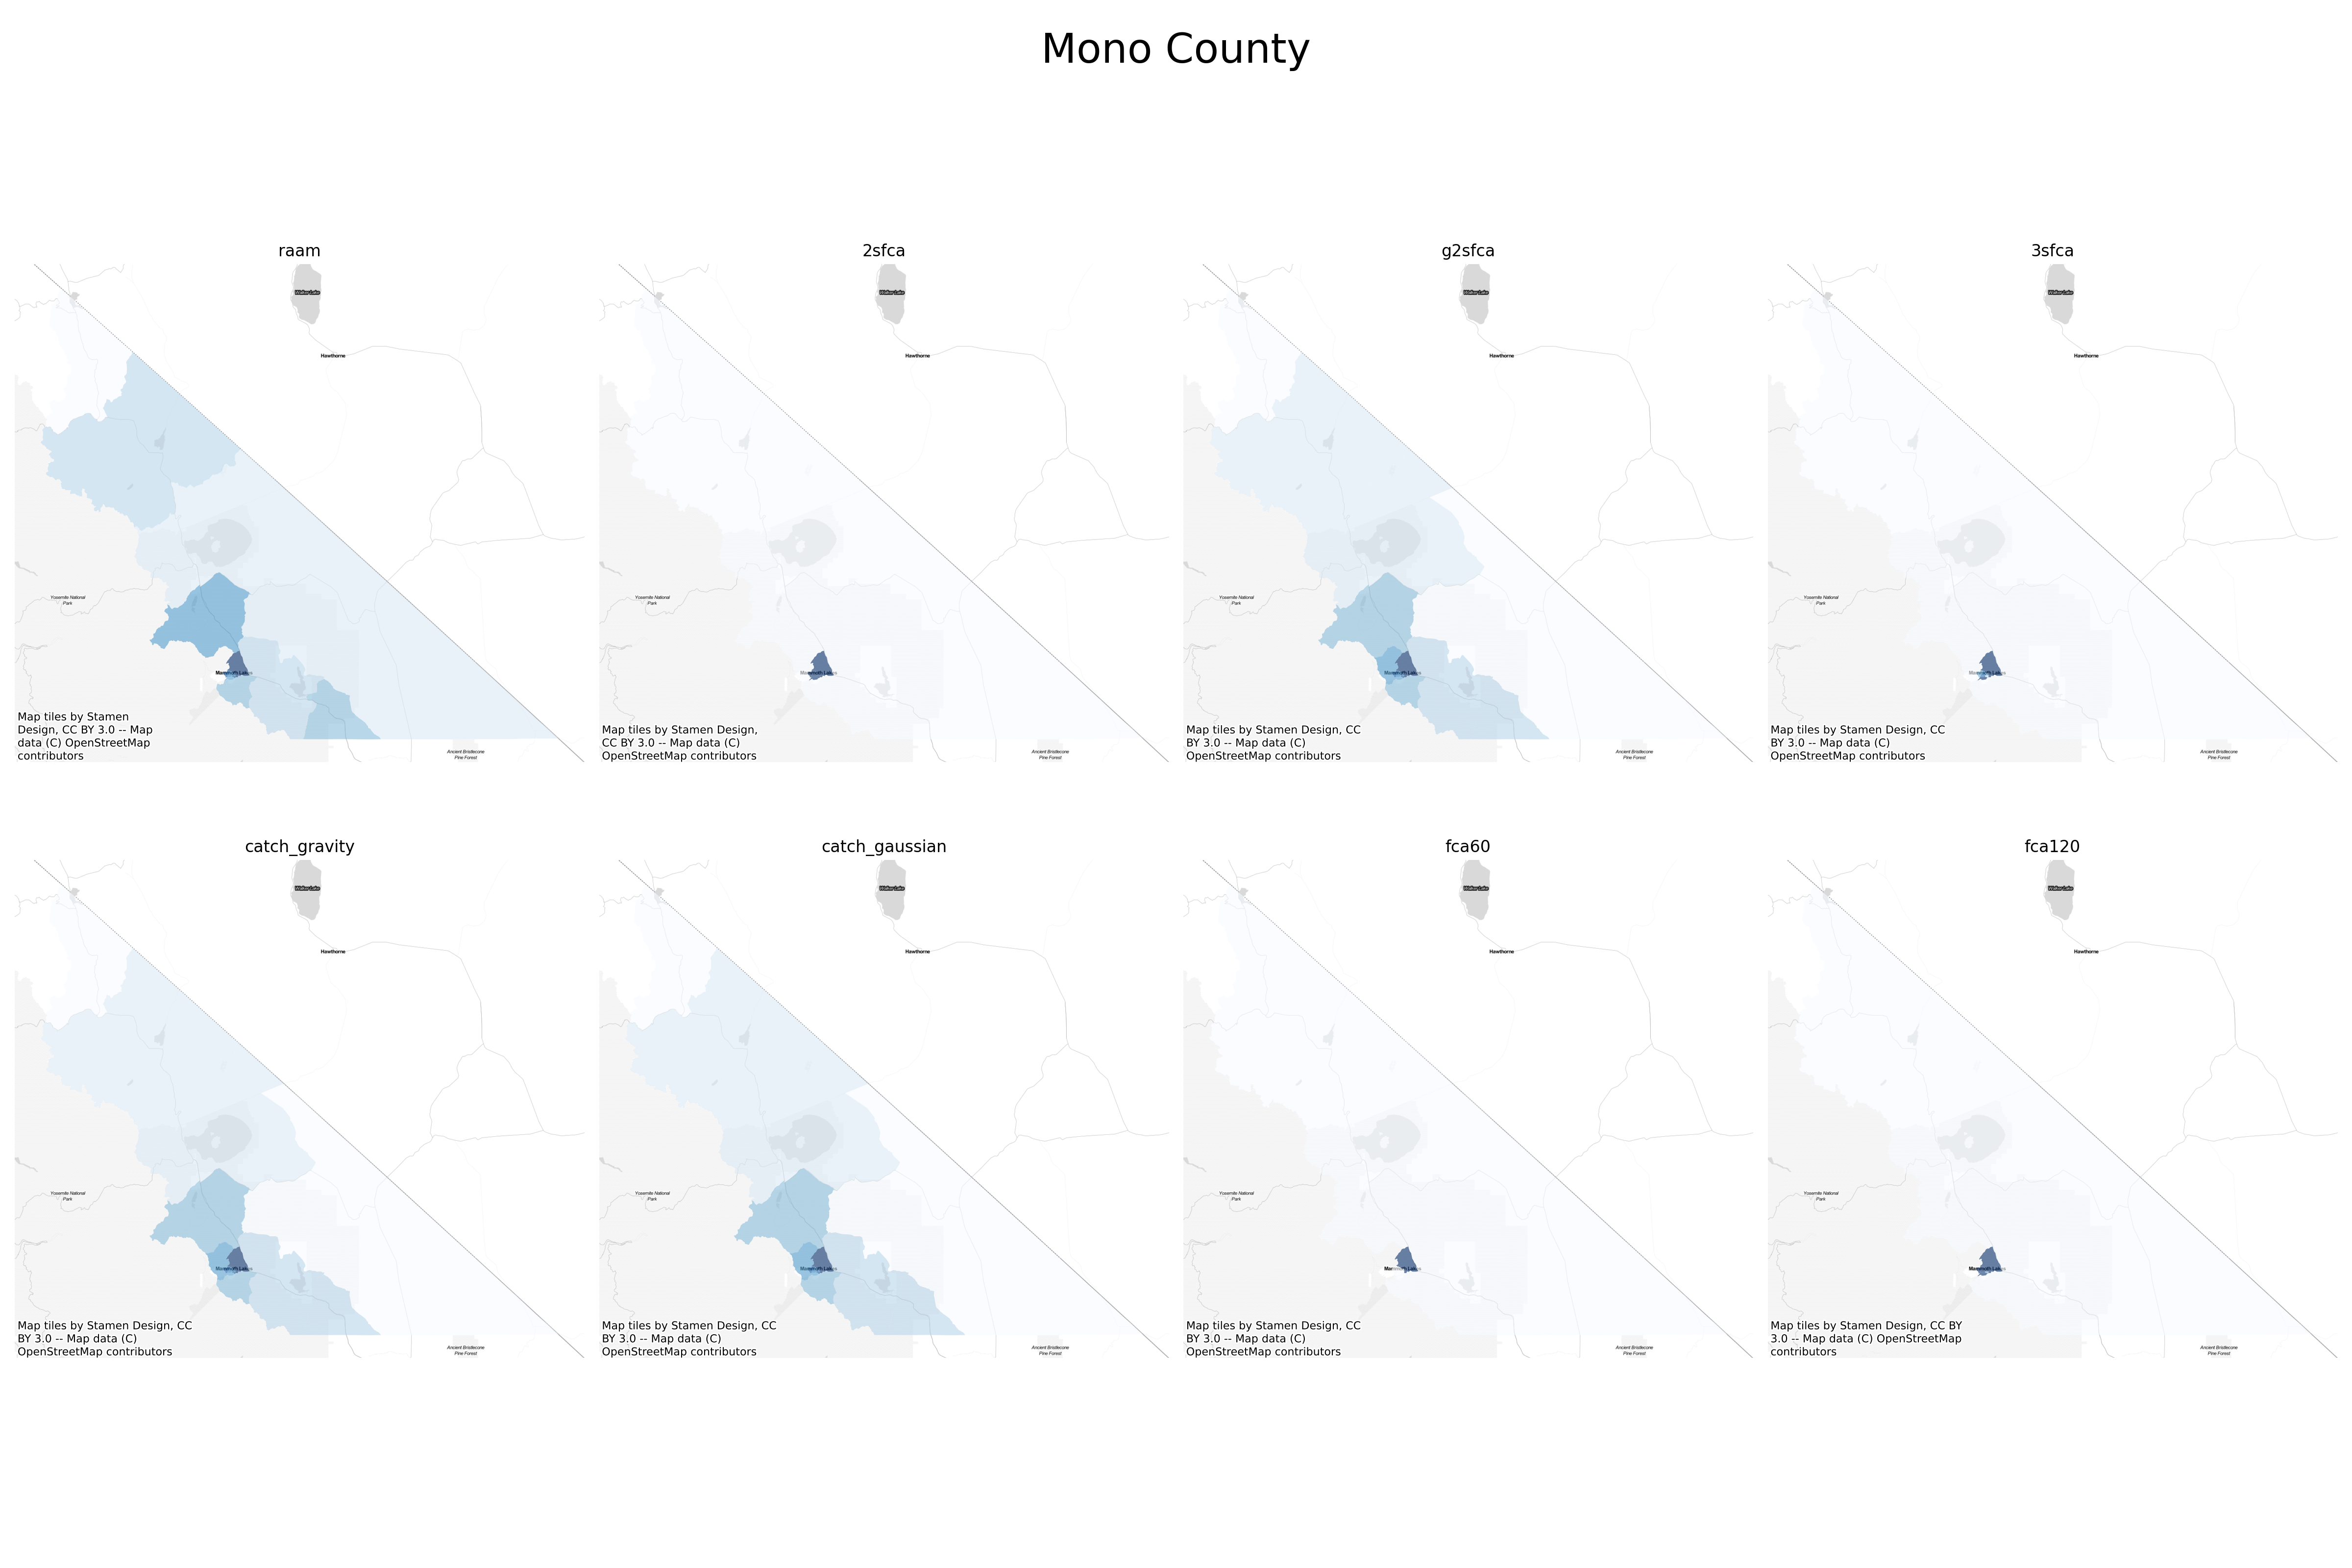 Mono County
raam
2sfca
g2sfca
3sfca
Walker Lake
Walker Lake
Walker Lake
Walker Lake
Hawthorne
Hawthorne
Hawthorne
Hawthorne
Yosemite National
Park
Yosemite National
Park
Yosemite National
Park
Yosemite National
Park
Mammoth Lakes
Mammoth Lakes
Mammoth Lakes
Mammoth Lakes
Map tiles by Stamen
Design, CC BY 3.0 -- Map
data (C) OpenStreetMap
contributors
Ancient Bristlecone
Pine Forest
Map tiles by Stamen Design,
CC BY 3.0 -- Map data (C)
OpenStreetMap contributors
Ancient Bristlecone
Pine Forest
Map tiles by Stamen Design, CC
BY 3.0 -- Map data (C)
OpenStreetMap contributors
Ancient Bristlecone
Pine Forest
Map tiles by Stamen Design, CC
BY 3.0 -- Map data (C)
OpenStreetMap contributors
Ancient Bristlecone
Pine Forest
catch_gravity
catch_gaussian
fca60
fca120
Walker Lake
Walker Lake
Walker Lake
Walker Lake
Hawthorne
Hawthorne
Hawthorne
Hawthorne
Yosemite National
Park
Yosemite National
Park
Yosemite National
Park
Yosemite National
Park
Mammoth Lakes
Mammoth Lakes
Mammoth Lakes
Mammoth Lakes
Map tiles by Stamen Design, CC
BY 3.0 -- Map data (C)
OpenStreetMap contributors
Ancient Bristlecone
Pine Forest
Map tiles by Stamen Design, CC
BY 3.0 -- Map data (C)
OpenStreetMap contributors
Ancient Bristlecone
Pine Forest
Map tiles by Stamen Design, CC
BY 3.0 -- Map data (C)
OpenStreetMap contributors
Ancient Bristlecone
Pine Forest
Map tiles by Stamen Design, CC BY
3.0 -- Map data (C) OpenStreetMap
contributors
Ancient Bristlecone
Pine Forest